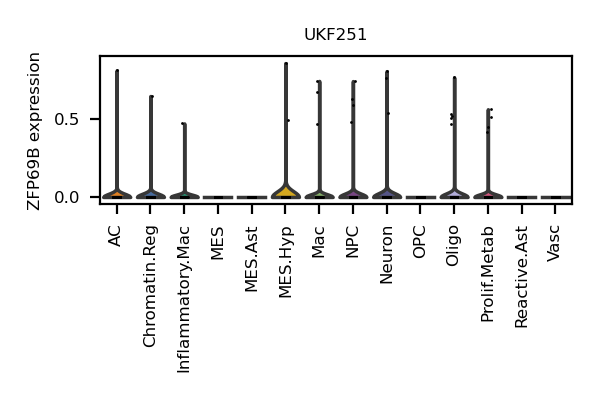 UKF251
ZFP69B expression
0.5
0.0
AC
Chromatin.Reg
Inflammatory.Mac
MES
MES.Ast
MES.Hyp
Mac
NPC
Neuron
OPC
Oligo
Prolif.Metab
Reactive.Ast
Vasc